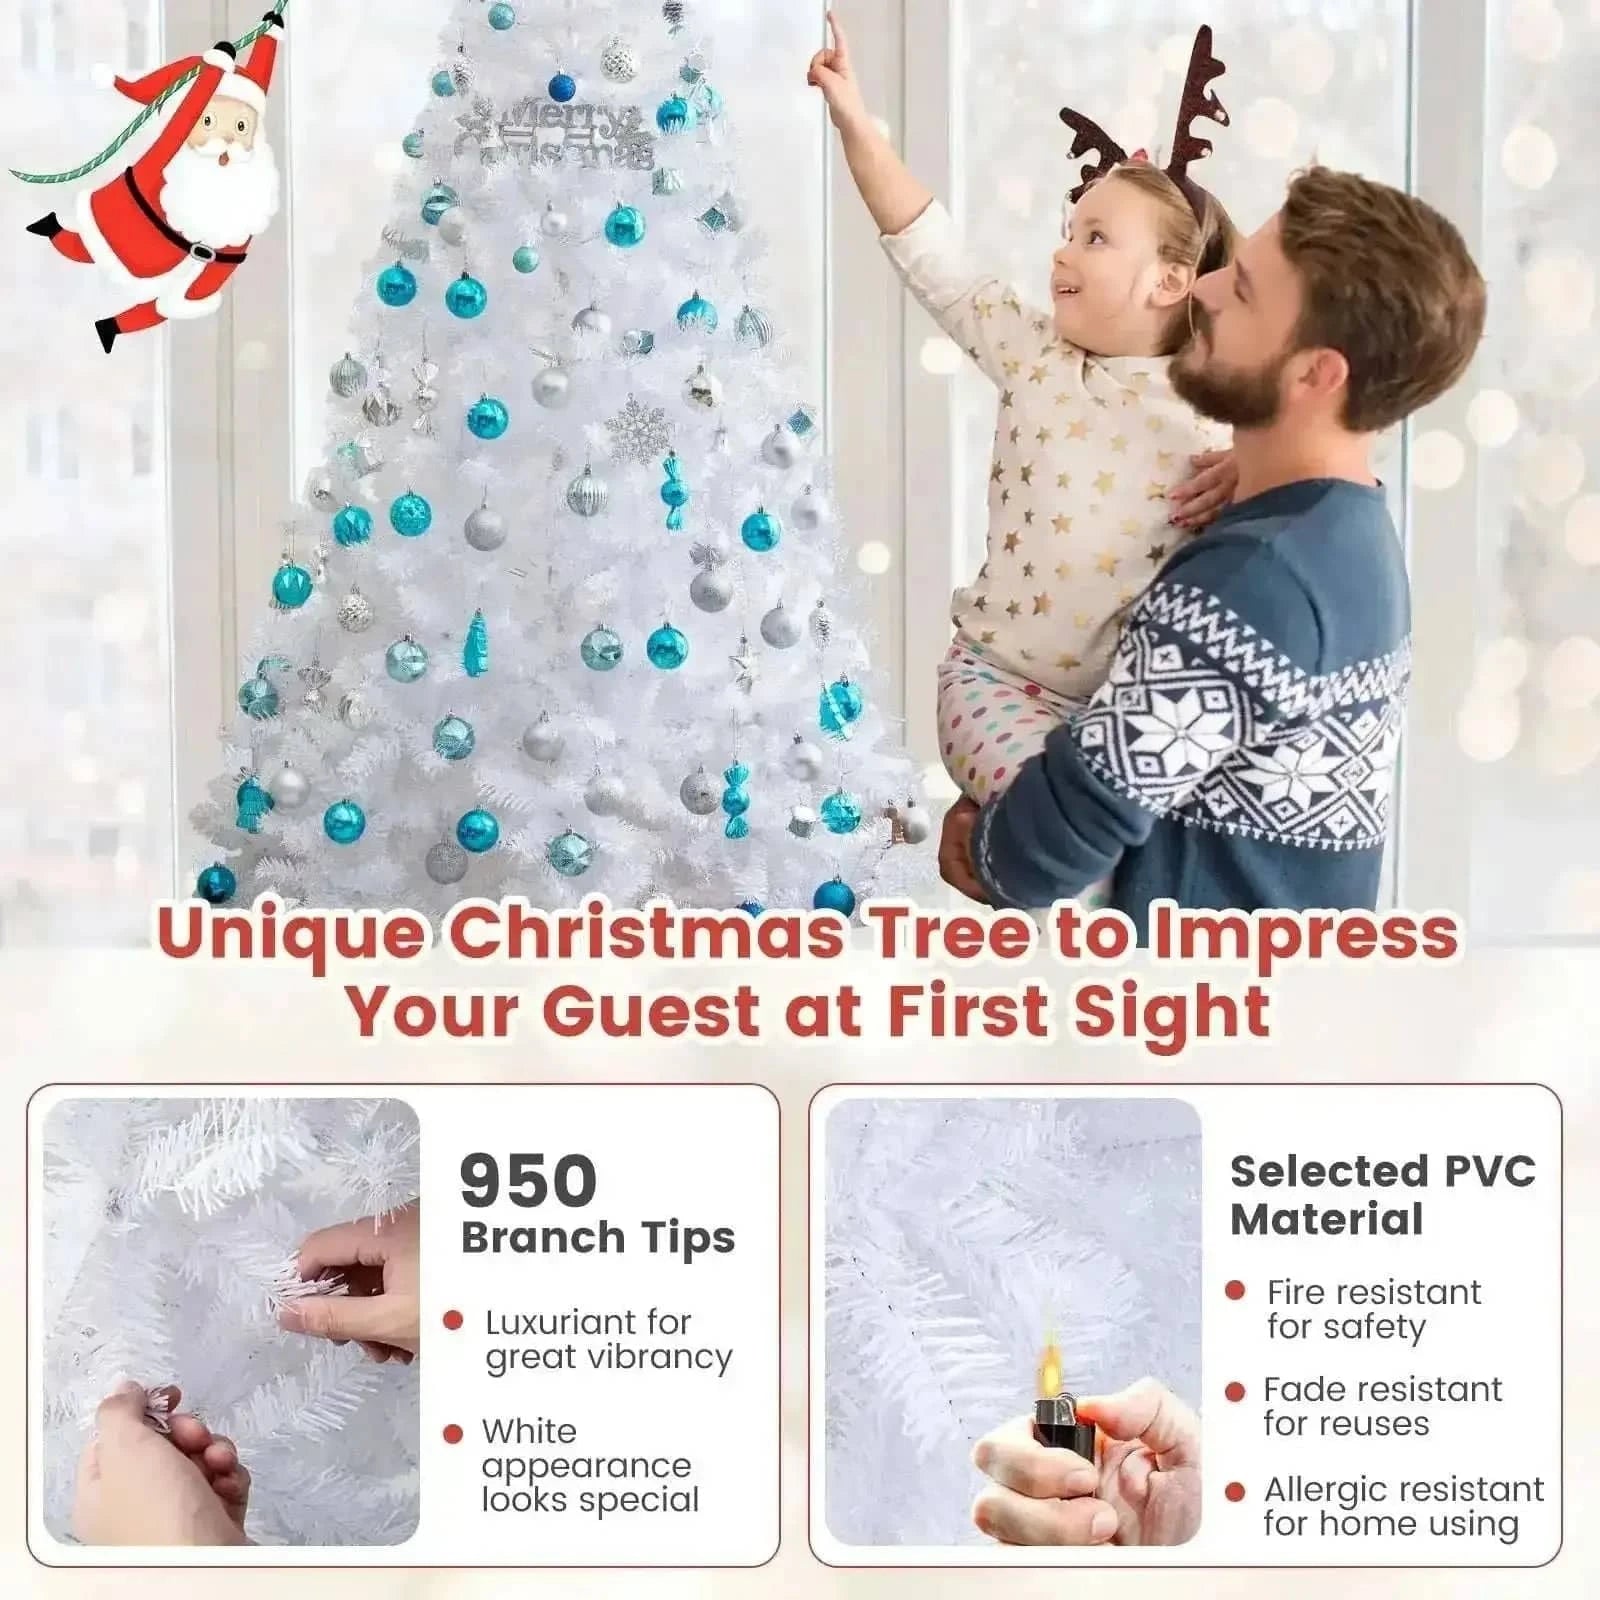 Merry
Christmas
Unique Christmas Tree to Impress
Your Guest at First Sight
950
Branch Tips
Luxuriant for
great vibrancy
White
appearance
looks special
Selected PVC
Material
Fire resistant
for safety
Fade resistant
for reuses
Allergic resistant
for home using